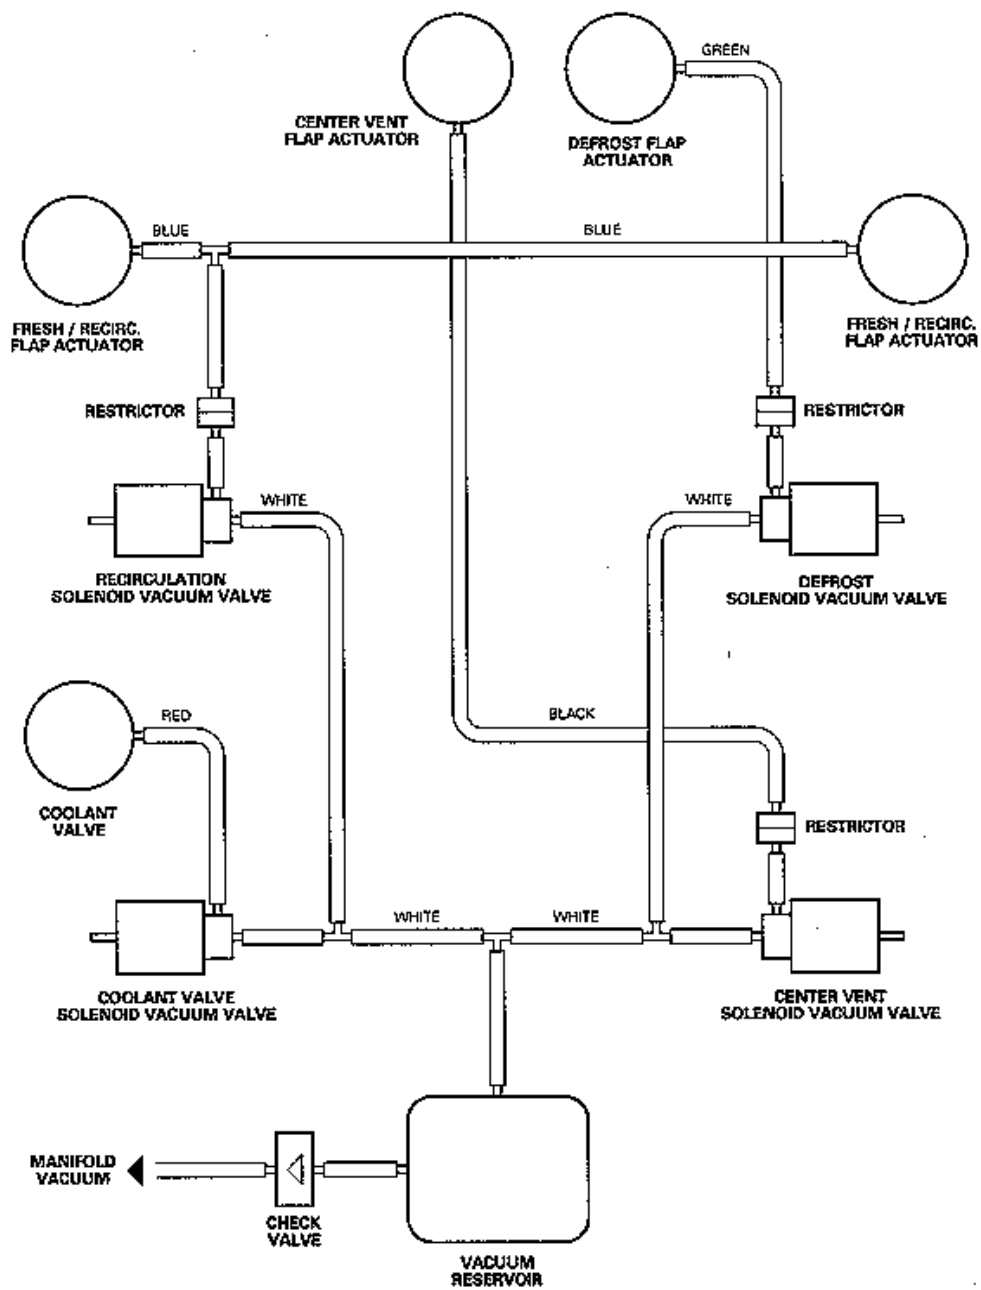 GREEN
CENTER VENT
FLAP ACTUATOR
DEFROST FLAP
ACTUATOR
BLUE
BLUE
FRESH / RECIRC.
FLAP ACTUATOR
FRESH / RECIRC.
FLAP ACTUATOR
RESTRICTOR
RESTRICTOR
WHITE
WHITE
RECIRCULATION
SOLENOID VACUUM VALVE
DEFROST
SOLENOID VACUUM VALVE
RED
BLACK
COOLANT
VALVE
RESTRICTOR
WHITE
WHITE
COOLANT VALVE
SOLENOID VACUUM VALVE
CENTER VENT
SOLENOID VACUUM VALVE
MANIFOLD
VACUUM
CHECK
VALVE
VACUUM
RESERVOIR